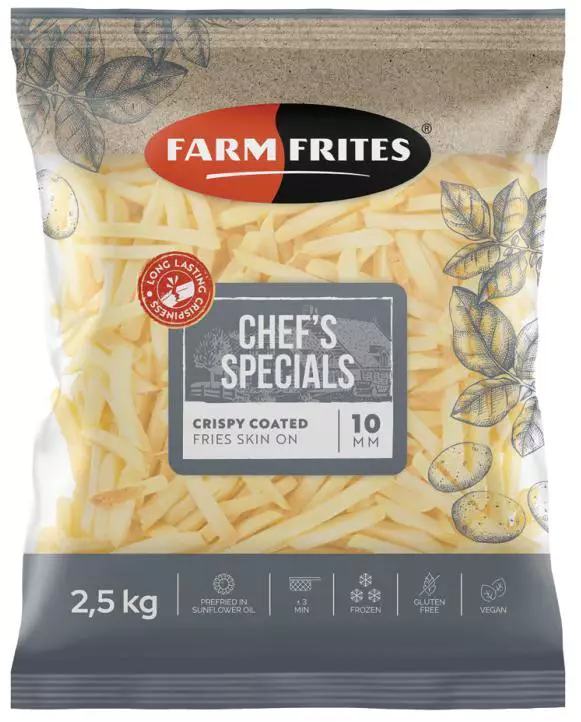 FARM FRITES ®
LONG LASTING
CRISPINESS
CHEF'S
SPECIALS
CRISPY COATED
FRIES SKIN ON
10
MM
2,5 kg
PREFRIED IN
SUNFLOWER OIL
± 3
MIN
FROZEN
GLUTEN
FREE
VEGAN